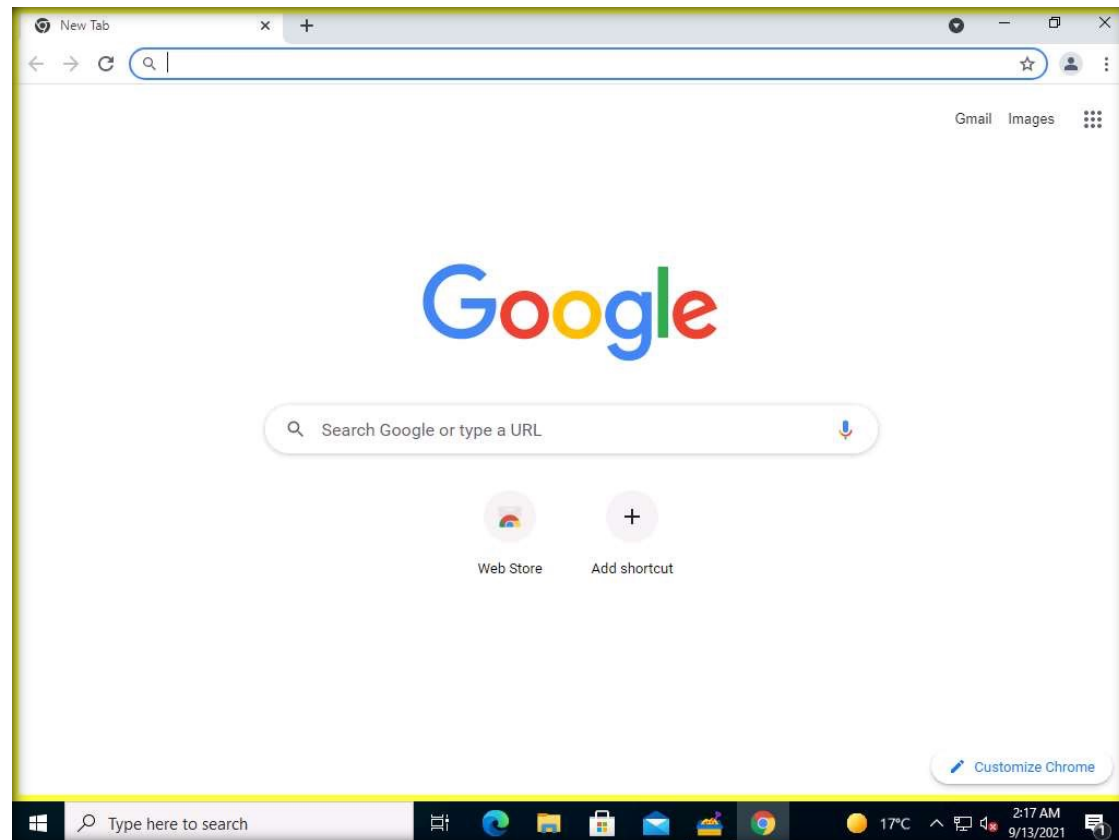 New Tab
Gmail Images
Google
Search Google or type a URL
Web Store Add shortcut
Customize Chrome
Type here to search 17°C 2:17 AM
9/13/2021